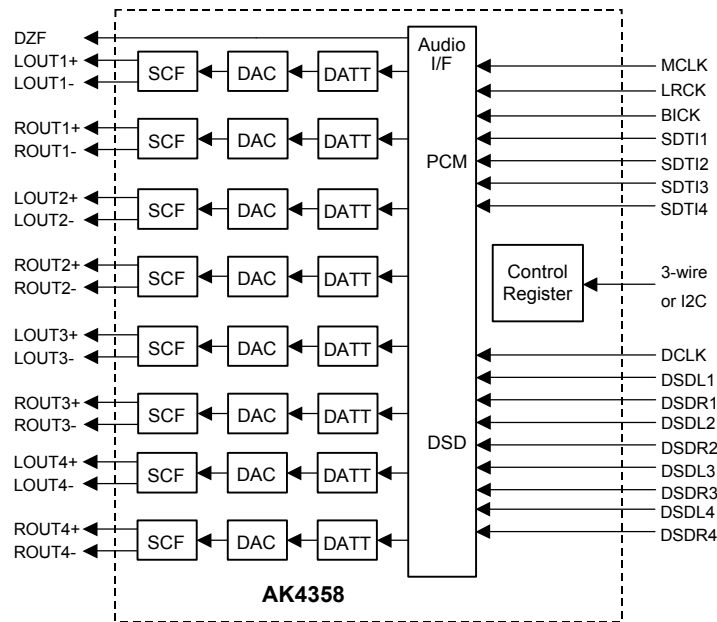 DZF
LOUT1+
LOUT1-
ROUT1+
ROUT1-
LOUT2+
LOUT2-
ROUT2+
ROUT2-
LOUT3+
LOUT3-
ROUT3+
ROUT3-
LOUT4+
LOUT4-
ROUT4+
ROUT4-
SCF DAC DATT
SCF DAC DATT
SCF DAC DATT
SCF DAC DATT
SCF DAC DATT
SCF DAC DATT
SCF DAC DATT
SCF DAC DATT
Audio
I/F
PCM
DSD
Control
Register
MCLK
LRCK
BICK
SDTI1
SDTI2
SDTI3
SDTI4
3-wire
or I2C
DCLK
DSDL1
DSDR1
DSDL2
DSDR2
DSDL3
DSDR3
DSDL4
DSDR4
AK4358